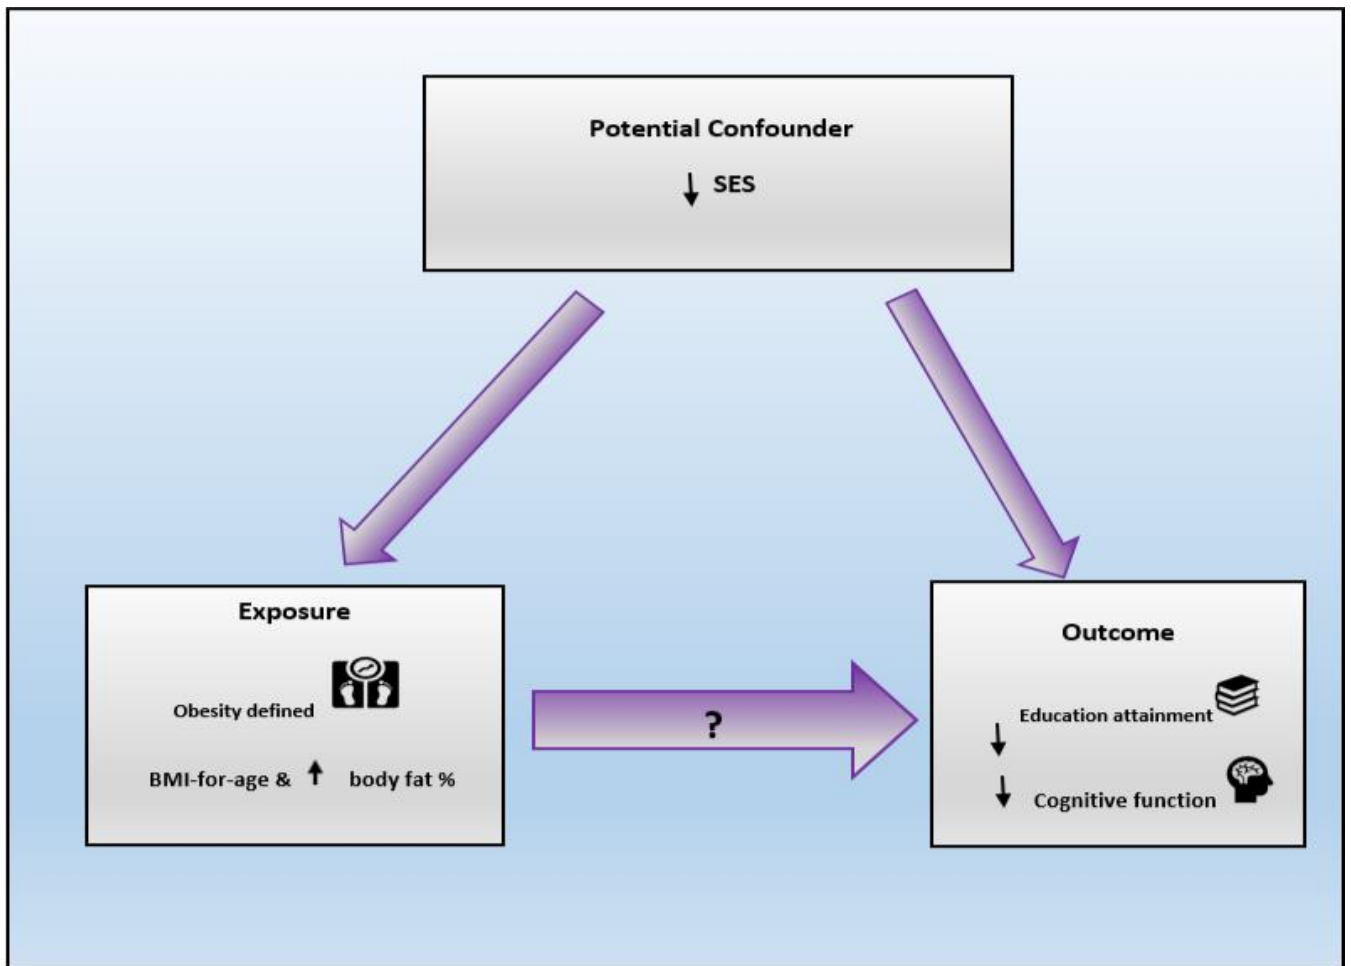 Potential Confounder
↓ SES
Exposure
Obesity defined
BMI-for-age & ↑ body fat %
?
Outcome
Education attainment
↓
↓ Cognitive function